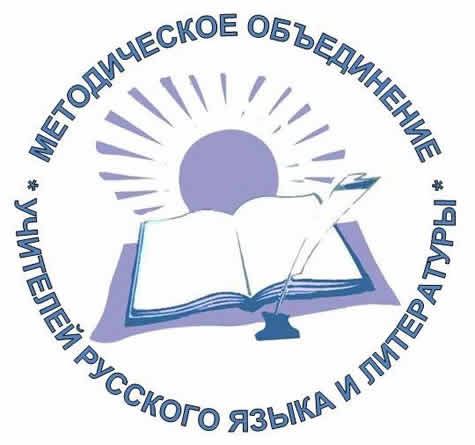 МЕТОДИЧЕСКОЕ ОБЪЕДИНЕНИЕ
* УЧИТЕЛЕЙ РУССКОГО ЯЗЫКА И ЛИТЕРАТУРЫ *